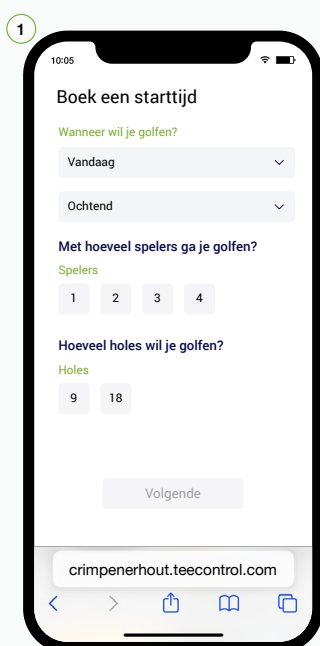 1
10:05
Boek een starttijd
Wanneer wil je golfen?
Vandaag
Ochtend
Met hoeveel spelers ga je golfen?
Spelers
1 2 3 4
Hoeveel holes wil je golfen?
Holes
9 18
Volgende
crimpenerhout.teecontrol.com